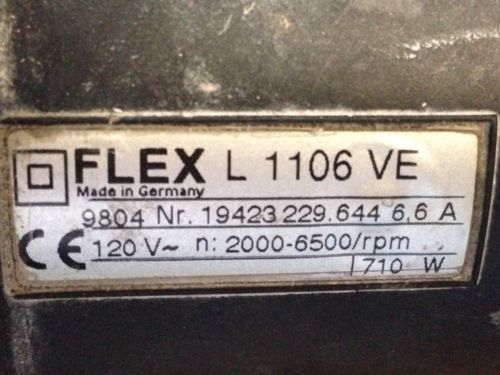 FLEX L 1106 VE
Made in Germany
9804 Nr. 19423 229.644 6,6 A
CE 120 V~ n: 2000-6500/rpm
710 W